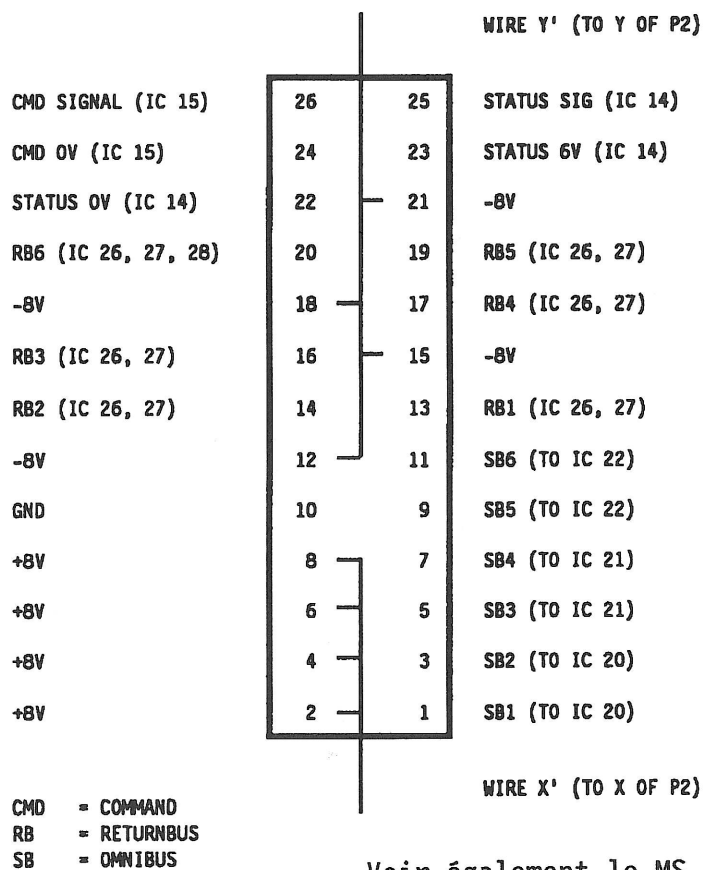 WIRE Y' (TO Y OF P2)
CMD SIGNAL (IC 15) 26 25 STATUS SIG (IC 14)
CMD OV (IC 15) 24 23 STATUS 6V (IC 14)
STATUS OV (IC 14) 22 21 -8V
RB6 (IC 26, 27, 28) 20 19 RB5 (IC 26, 27)
-8V 18 17 RB4 (IC 26, 27)
RB3 (IC 26, 27) 16 15 -8V
RB2 (IC 26, 27) 14 13 RB1 (IC 26, 27)
-8V 12 11 SB6 (TO IC 22)
GND 10 9 SB5 (TO IC 22)
+8V 8 7 SB4 (TO IC 21)
+8V 6 5 SB3 (TO IC 21)
+8V 4 3 SB2 (TO IC 20)
+8V 2 1 SB1 (TO IC 20)
WIRE X' (TO X OF P2)
CMD = COMMAND
RB = RETURNBUS
SB = OMNIBUS
Voir également le MS